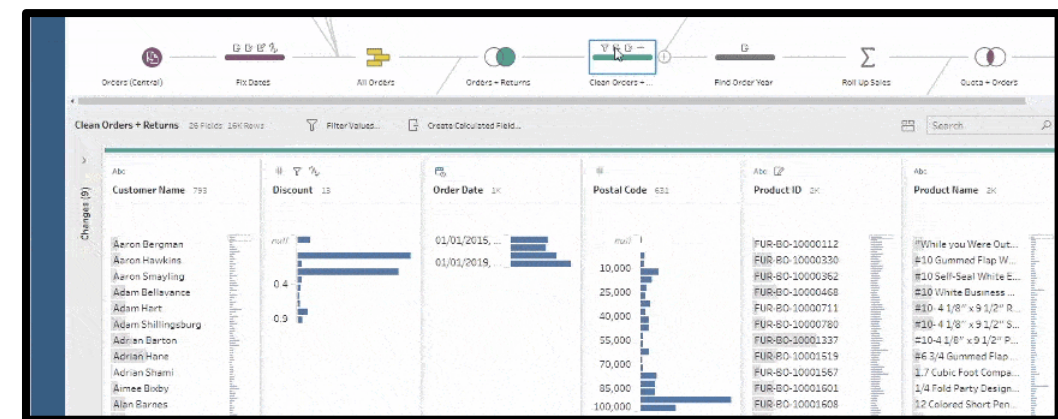 Orders (Central)
Fix Dates
All Orders
Orders + Returns
Clean Orders + ...
Find Order Year
Roll Up Sales
Quota + Orders
Clean Orders + Returns 26 Fields 16K Rows Filter Values... Create Calculated Field... Search
Changes (9)
Abc
Customer Name 793
Aaron Bergman
Aaron Hawkins
Aaron Smayling
Adam Bellavance
Adam Hart
Adam Shillingsburg
Adrian Barton
Adrian Hane
Adrian Shami
Aimee Bixby
Alan Barnes
#
Discount 13
null
0.4
0.9
Order Date 1K
01/01/2015, ...
01/01/2019, ...
#
Postal Code 631
null
10,000
25,000
40,000
55,000
70,000
85,000
100,000
Abc
Product ID 2K
FUR-BO-10000112
FUR-BO-10000330
FUR-BO-10000362
FUR-BO-10000468
FUR-BO-10000711
FUR-BO-10000780
FUR-BO-10001337
FUR-BO-10001519
FUR-BO-10001567
FUR-BO-10001601
FUR-BO-10001608
Abc
Product Name 2K
"While you Were Out...
#10 Gummed Flap W...
#10 Self-Seal White E...
#10 White Business ...
#10- 4 1/8" x 9 1/2" R...
#10- 4 1/8" x 9 1/2" S...
#10-4 1/8" x 9 1/2" P...
#6 3/4 Gummed Flap...
1.7 Cubic Foot Compa...
1/4 Fold Party Design...
12 Colored Short Pen...